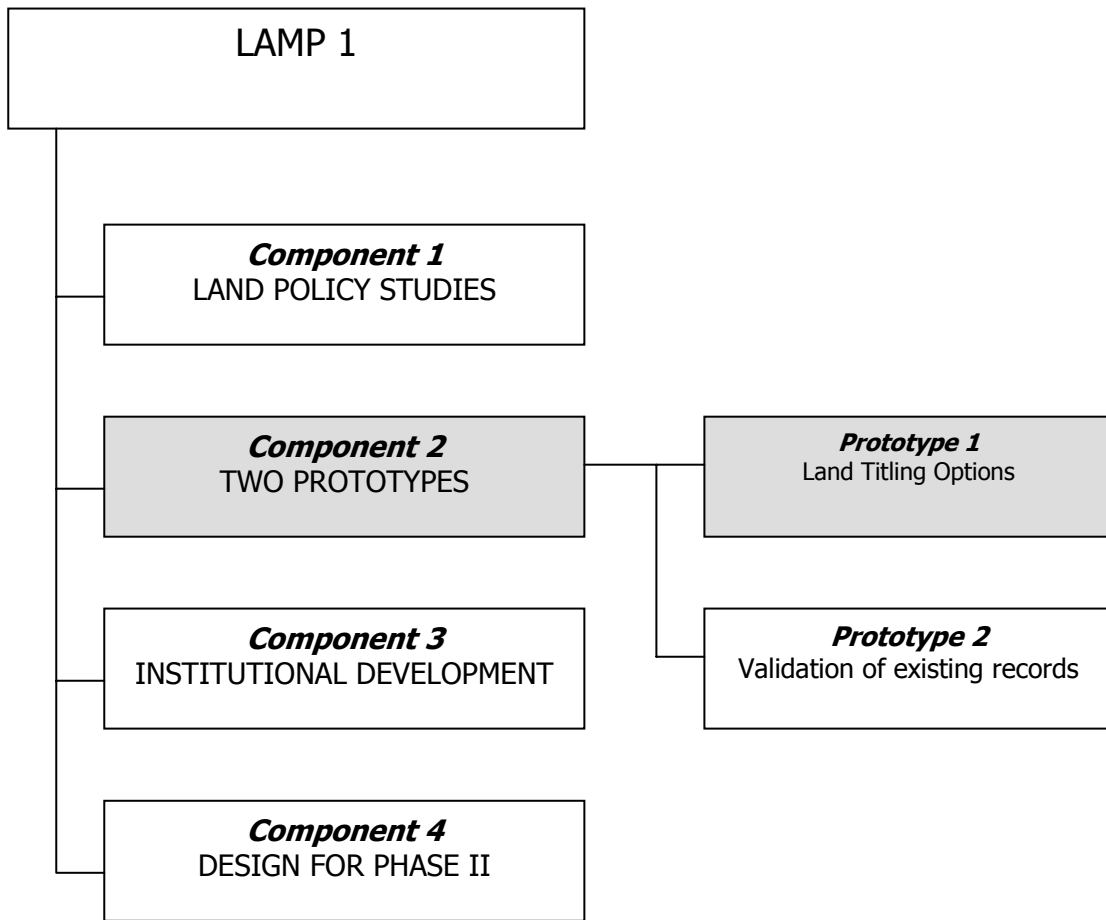 LAMP 1
Component 1
LAND POLICY STUDIES
Component 2
TWO PROTOTYPES
Prototype 1
Land Titling Options
Component 3
INSTITUTIONAL DEVELOPMENT
Prototype 2
Validation of existing records
Component 4
DESIGN FOR PHASE II